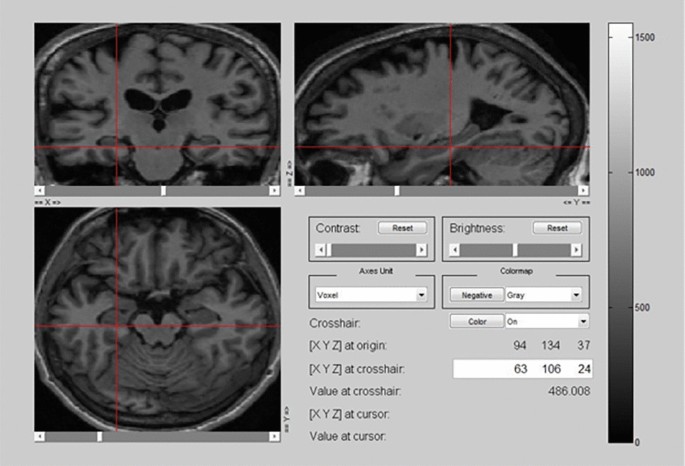 1500
1000
500
0
== X =>
== Z =>
<= Y ==
== Y =>
Contrast: Reset
Brightness: Reset
Axes Unit
Voxel
Colormap
Negative Gray
Crosshair: Color On
[X Y Z] at origin: 94 134 37
[X Y Z] at crosshair: 63 106 24
Value at crosshair: 486.008
[X Y Z] at cursor:
Value at cursor: